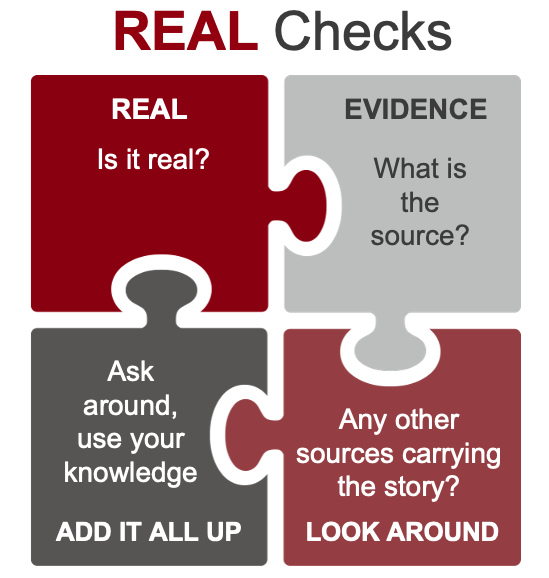 REAL Checks
REAL
Is it real?
EVIDENCE
What is
the
source?
Ask
around,
use your
knowledge
ADD IT ALL UP
Any other
sources carrying
the story?
LOOK AROUND